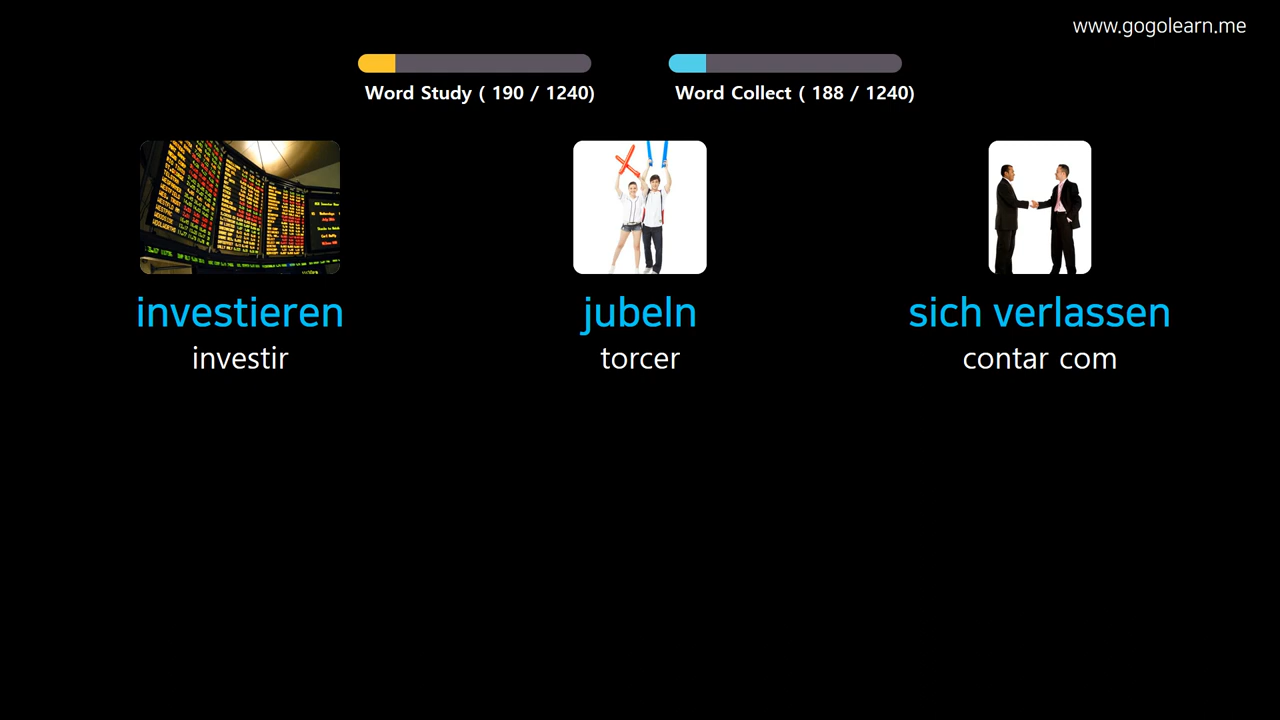 www.gogolearn.me
Word Study ( 190 / 1240)
Word Collect ( 188 / 1240)
investieren
jubeln
sich verlassen
investir
torcer
contar com